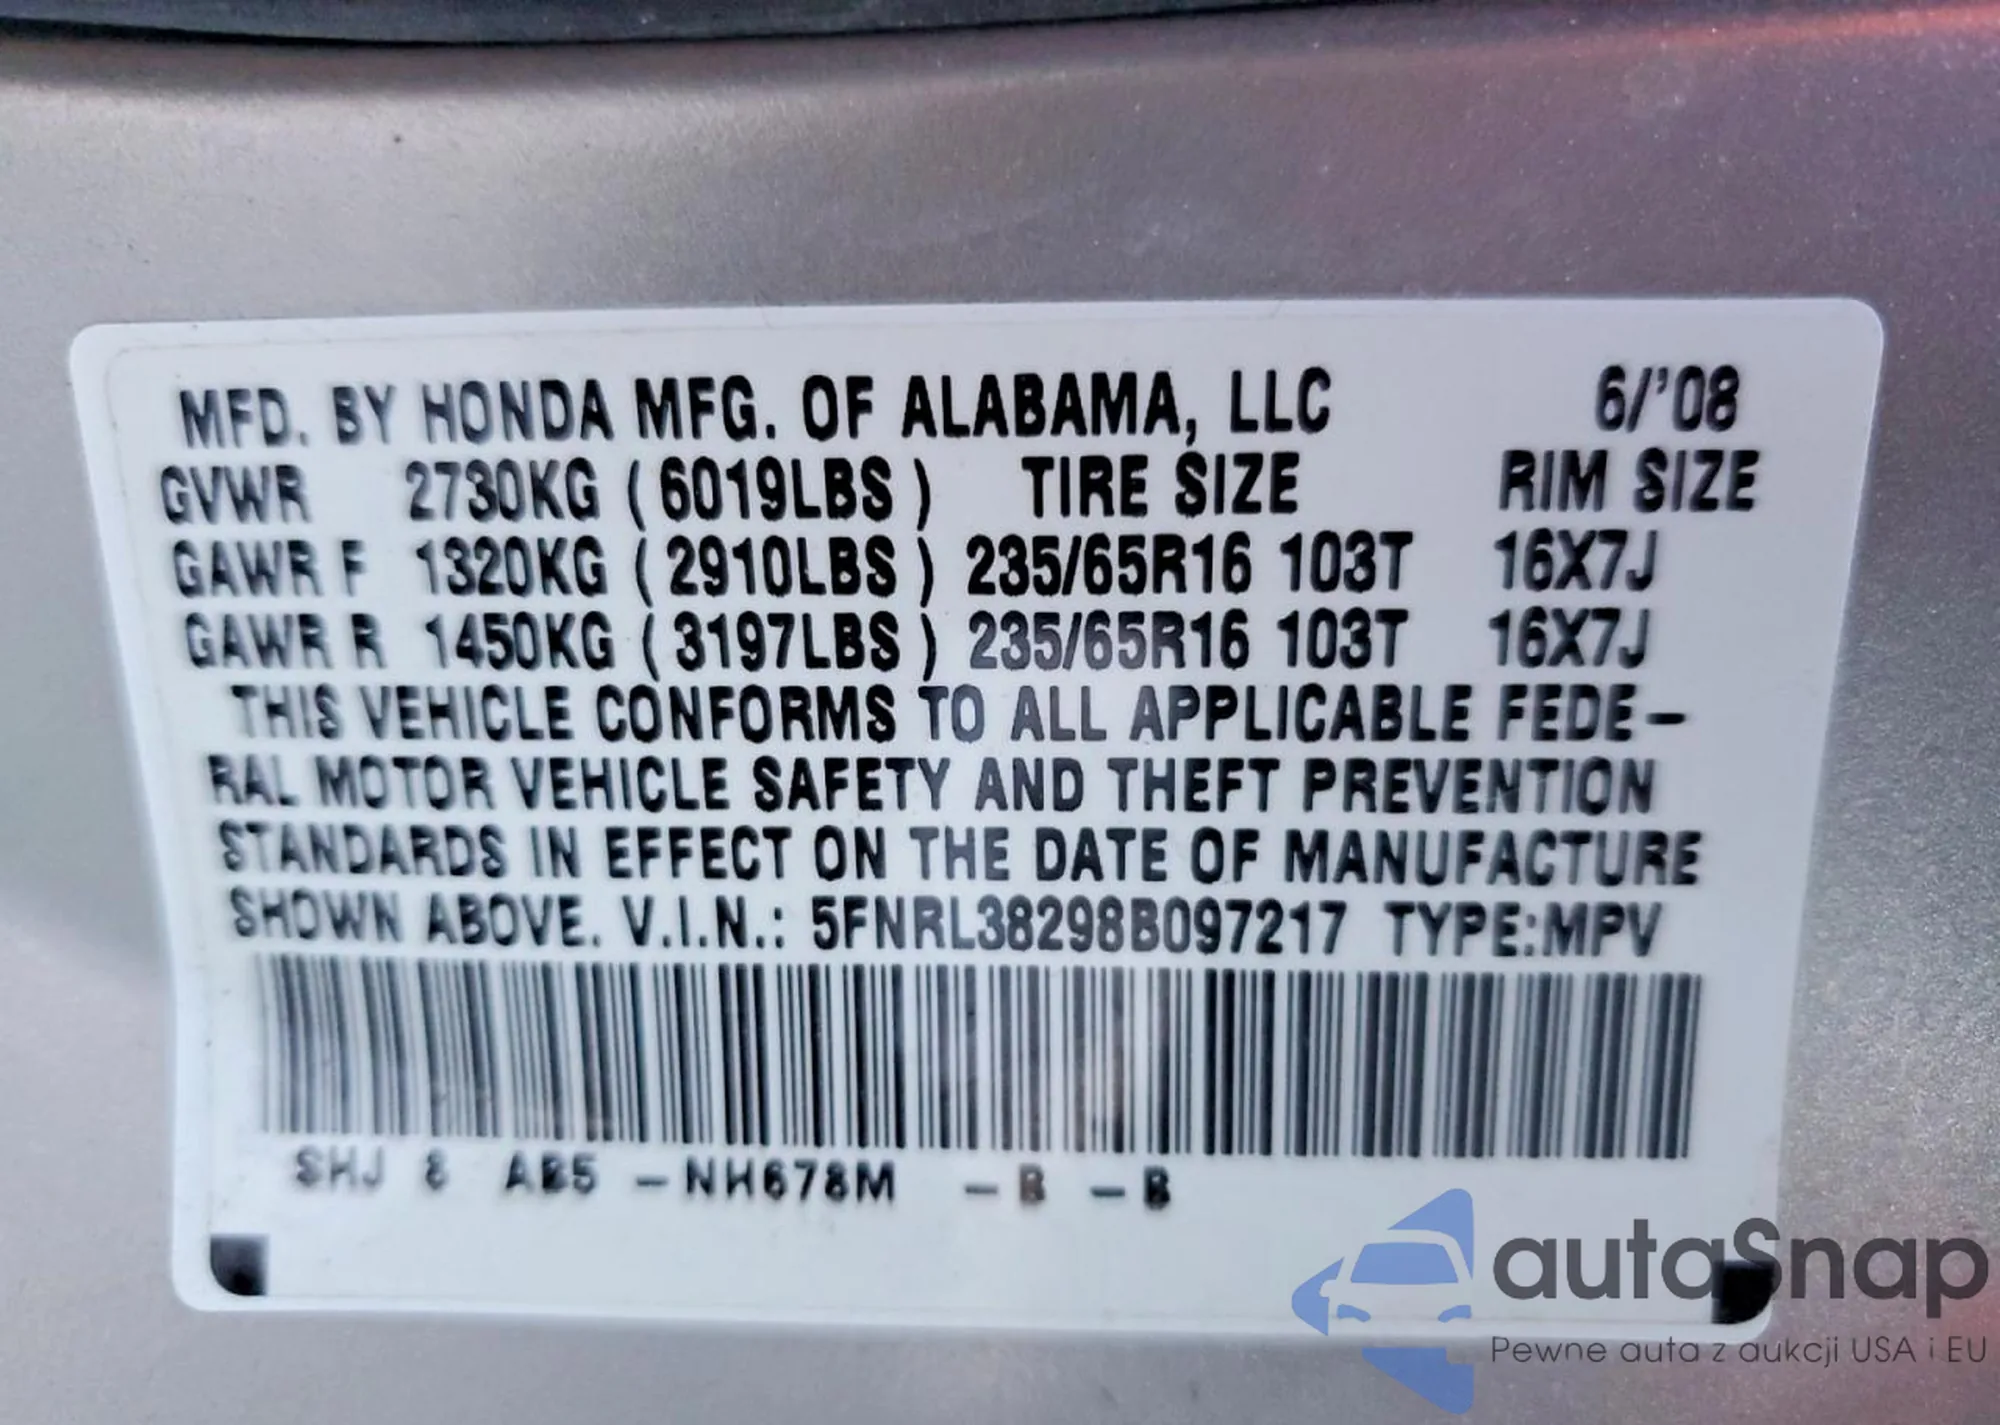 MFD. BY HONDA MFG. OF ALABAMA, LLC 6/'08
GVWR 2730KG (6019LBS) TIRE SIZE RIM SIZE
GAWR F 1320KG (2910LBS) 235/65R16 103T 16X7J
GAWR R 1450KG (3197LBS) 235/65R16 103T 16X7J
THIS VEHICLE CONFORMS TO ALL APPLICABLE FEDE-
RAL MOTOR VEHICLE SAFETY AND THEFT PREVENTION
STANDARDS IN EFFECT ON THE DATE OF MANUFACTURE
SHOWN ABOVE. V.I.N.: 5FNRL38298B097217 TYPE:MPV
SHJ 8 AB5 -NH678M -B -B
autoSnap
Pewne auta z aukcji USA i EU